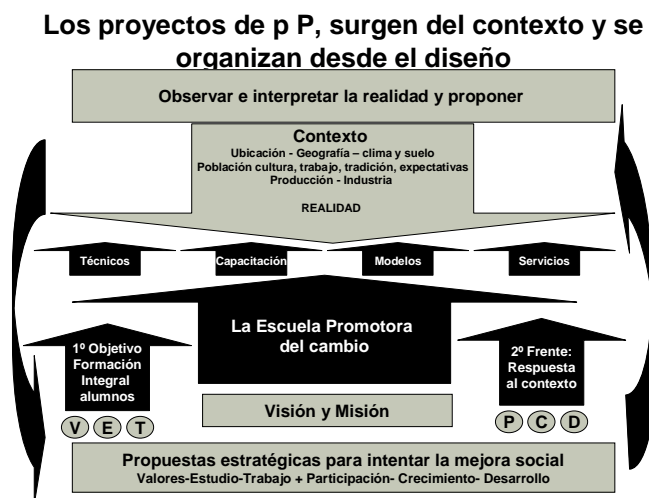 Los proyectos de p P, surgen del contexto y se
organizan desde el diseño
Observar e interpretar la realidad y proponer
Contexto
Ubicación - Geografía – clima y suelo
Población cultura, trabajo, tradición, expectativas
Producción - Industria
REALIDAD
Técnicos
Capacitación
Modelos
Servicios
La Escuela Promotora
del cambio
1º Objetivo
Formación
Integral
alumnos
2º Frente:
Respuesta
al contexto
V E T
Visión y Misión
P C D
Propuestas estratégicas para intentar la mejora social
Valores-Estudio-Trabajo + Participación- Crecimiento- Desarrollo